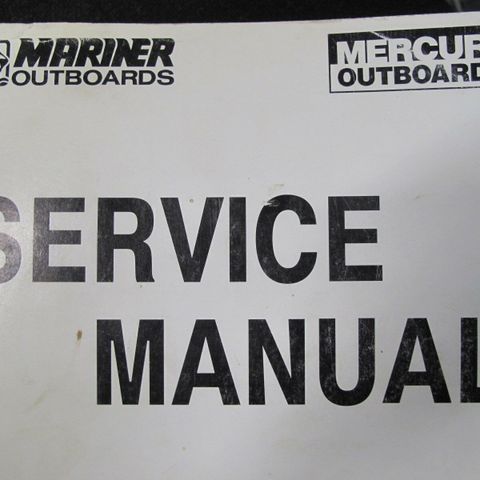 MARINER
OUTBOARDS
MERCUR
OUTBOARD
SERVICE
MANUAL